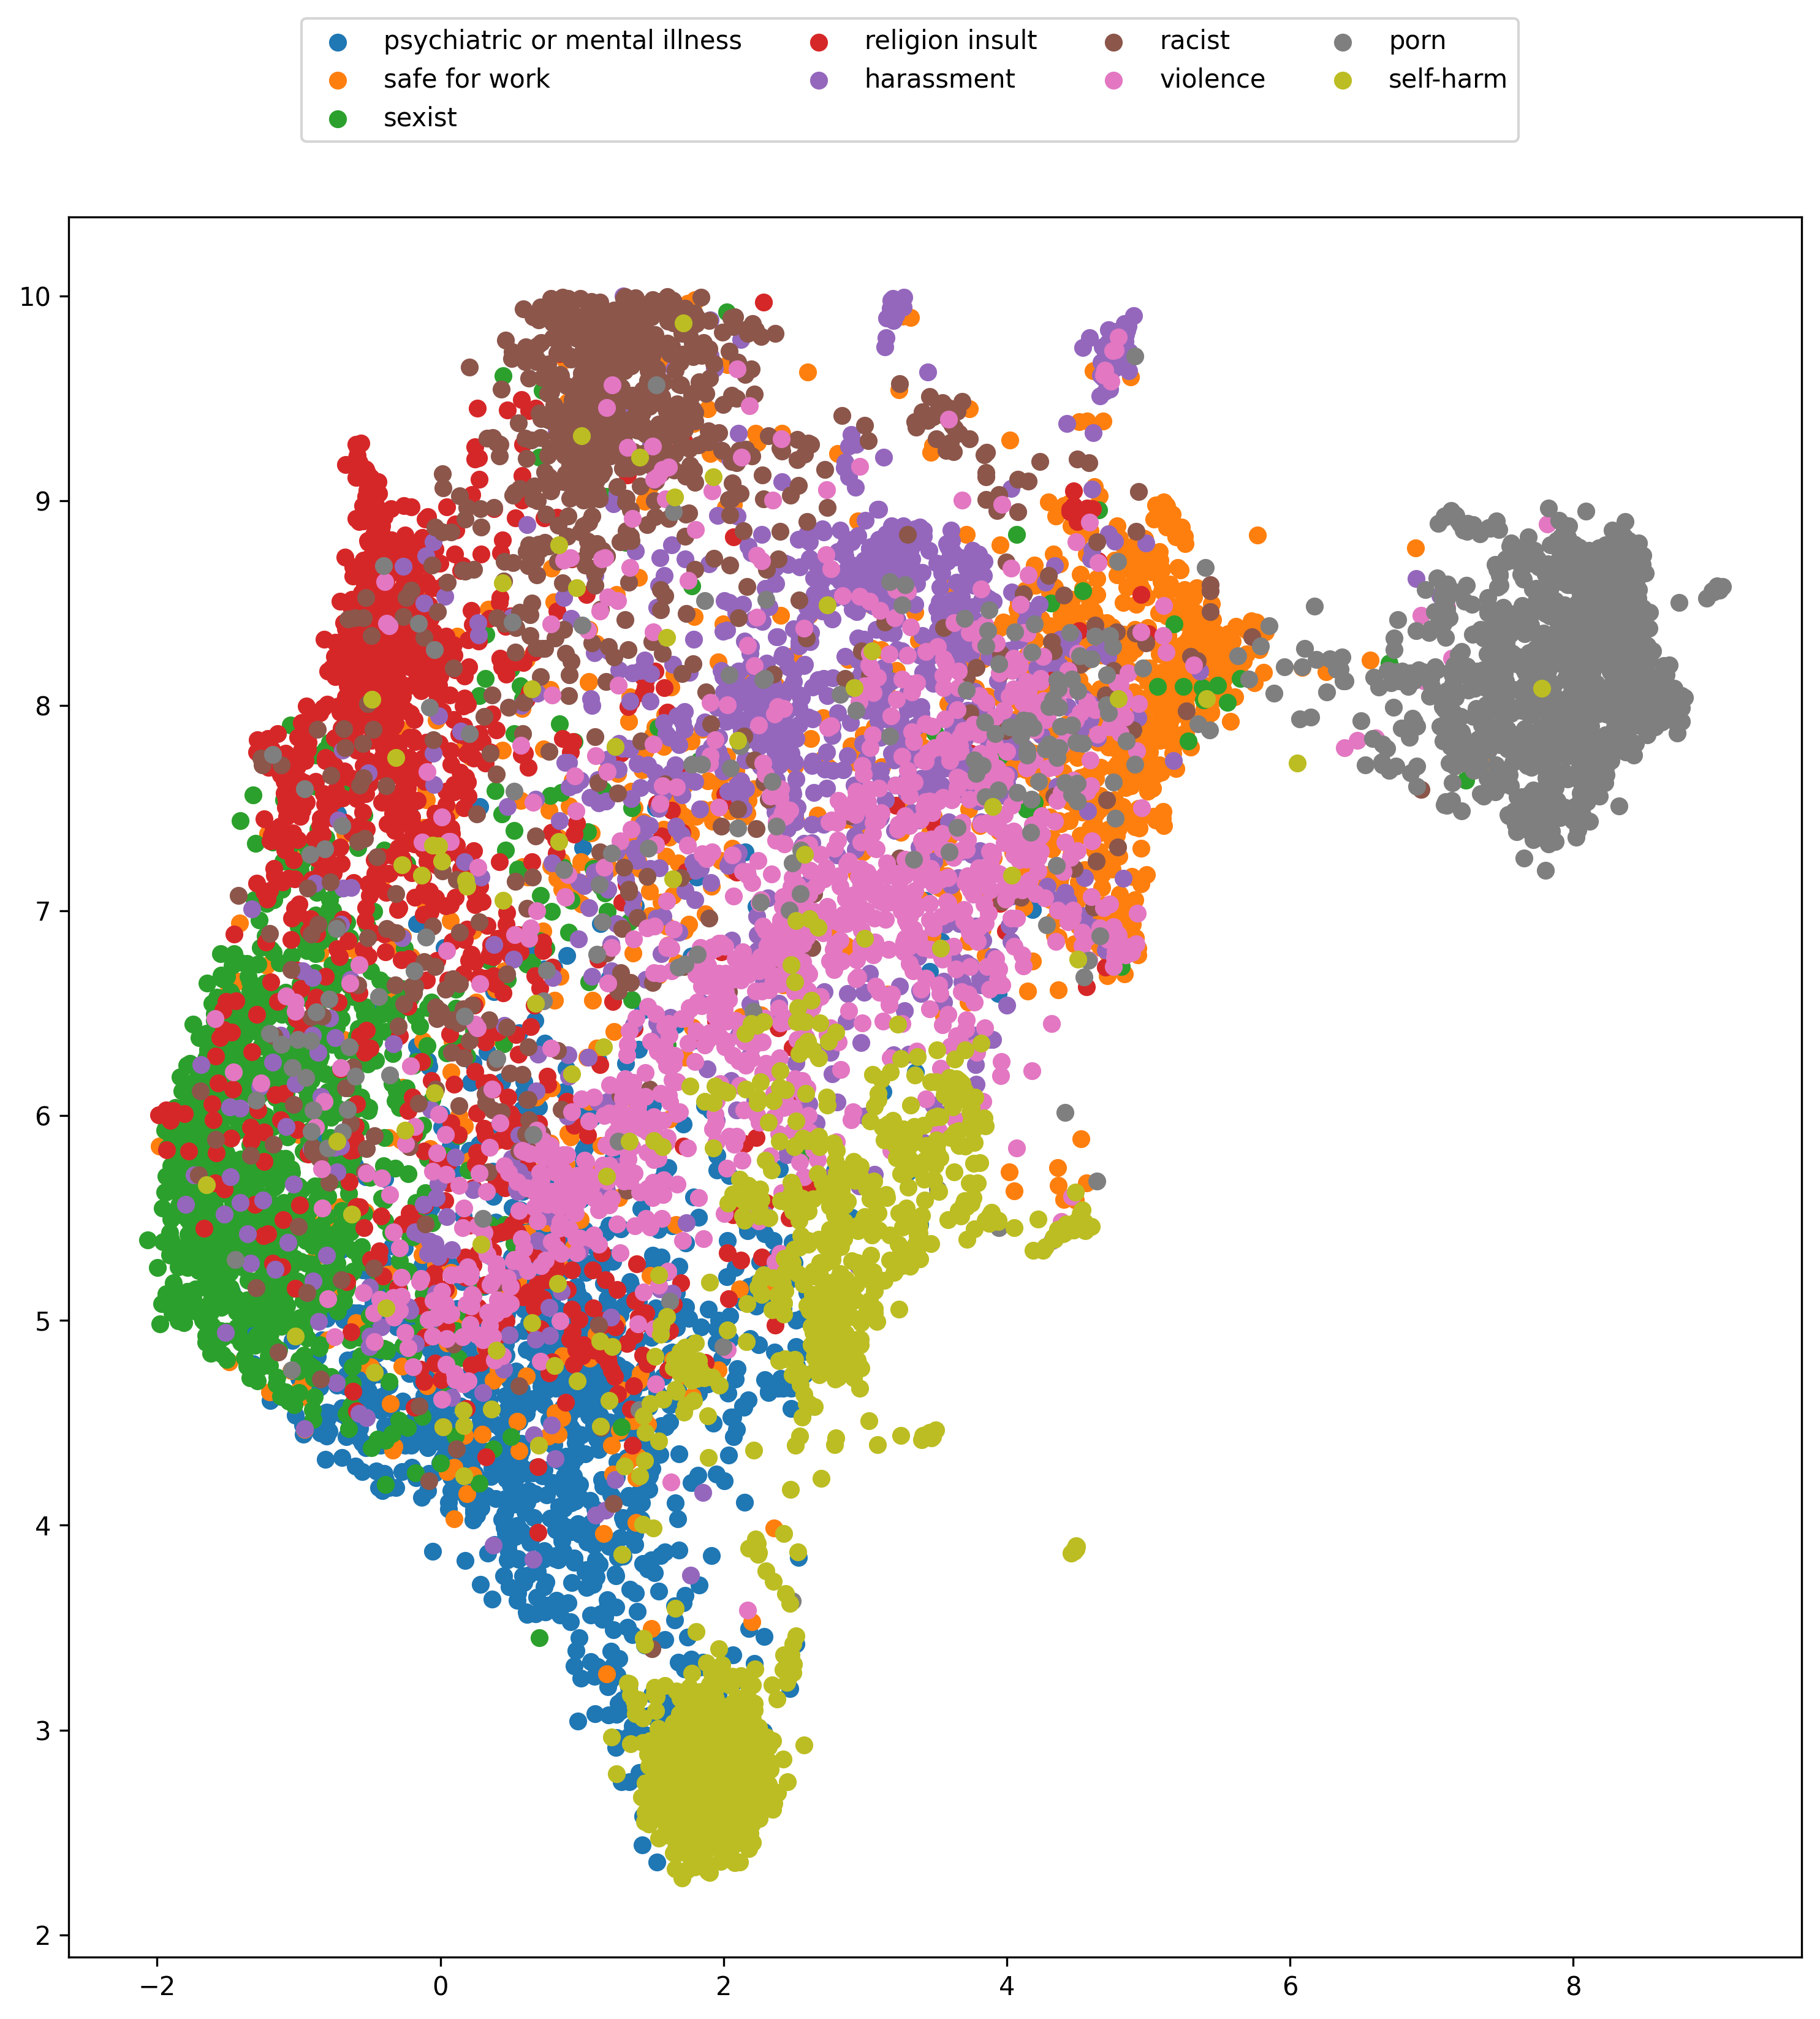 psychiatric or mental illness
safe for work
sexist
religion insult
harassment
racist
violence
porn
self-harm
10
9
8
7
6
5
4
3
2
−2 0 2 4 6 8